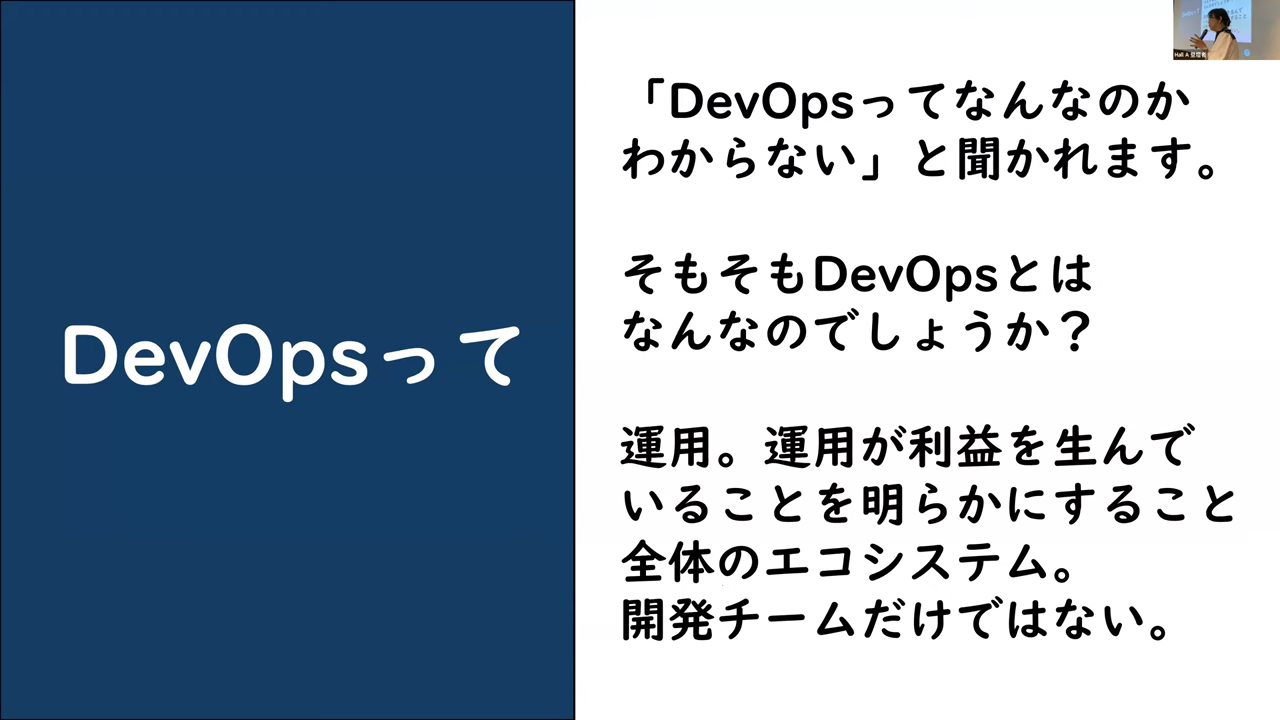 DevOpsって
「DevOpsってなんなのか
わからない」と聞かれます。
そもそもDevOpsとは
なんなのでしょうか？
運用。運用が利益を生んで
いることを明らかにすること
全体のエコシステム。
開発チームだけではない。
Hall A 登壇者